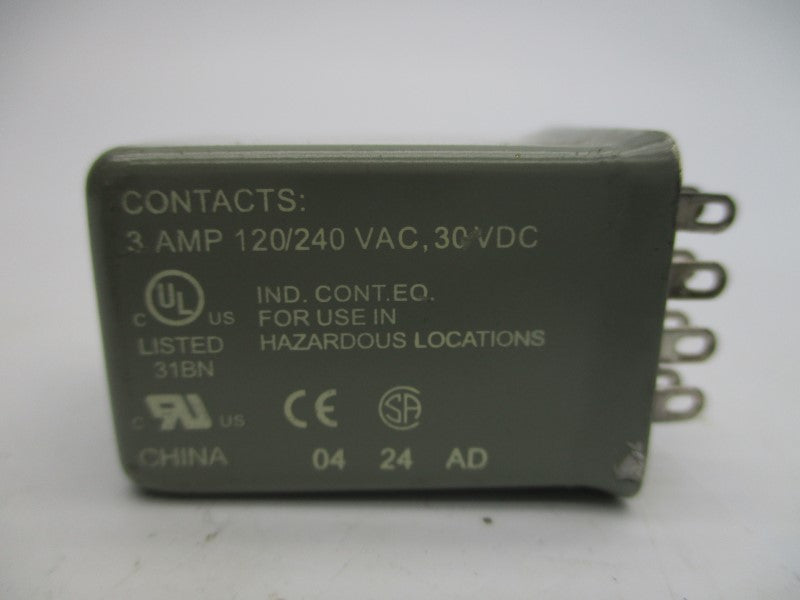 CONTACTS:
3 AMP 120/240 VAC, 30 VDC
C UL US
LISTED
31BN
IND. CONT.EQ.
FOR USE IN
HAZARDOUS LOCATIONS
C RU US
CE
SA
CHINA 04 24 AD